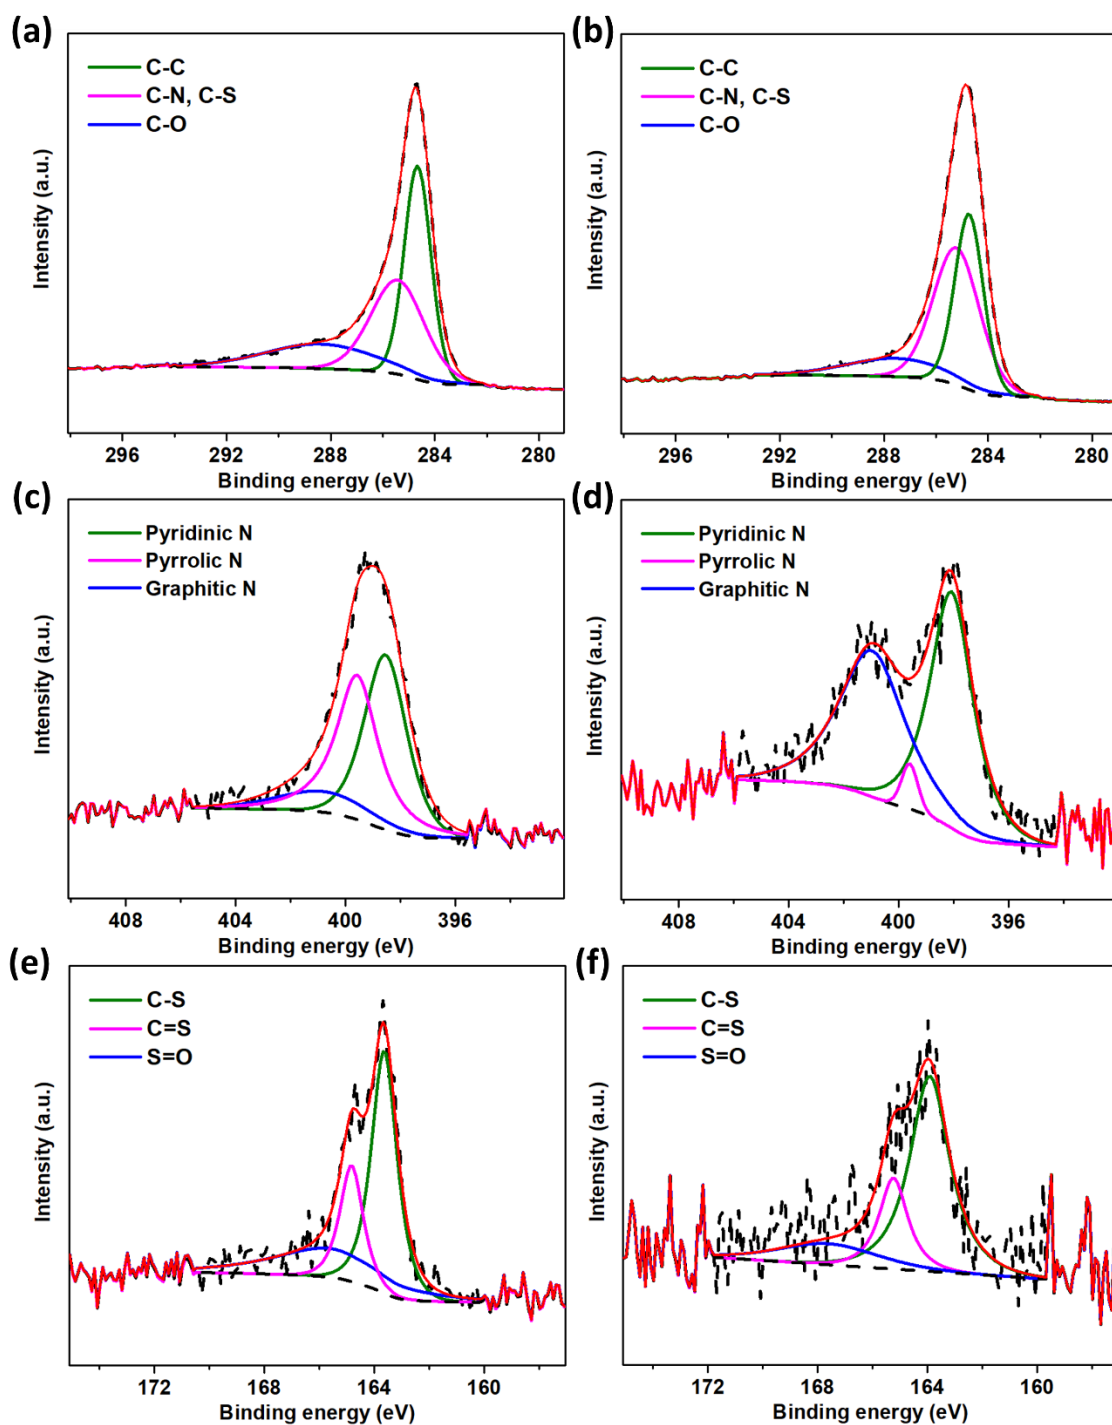 (a)
C-C
C-N, C-S
C-O
Intensity (a.u.)
296 292 288 284 280
Binding energy (eV)
(b)
C-C
C-N, C-S
C-O
Intensity (a.u.)
296 292 288 284 280
Binding energy (eV)
(c)
Pyridinic N
Pyrrolic N
Graphitic N
Intensity (a.u.)
408 404 400 396
Binding energy (eV)
(d)
Pyridinic N
Pyrrolic N
Graphitic N
Intensity (a.u.)
408 404 400 396
Binding energy (eV)
(e)
C-S
C=S
S=O
Intensity (a.u.)
172 168 164 160
Binding energy (eV)
(f)
C-S
C=S
S=O
Intensity (a.u.)
172 168 164 160
Binding energy (eV)